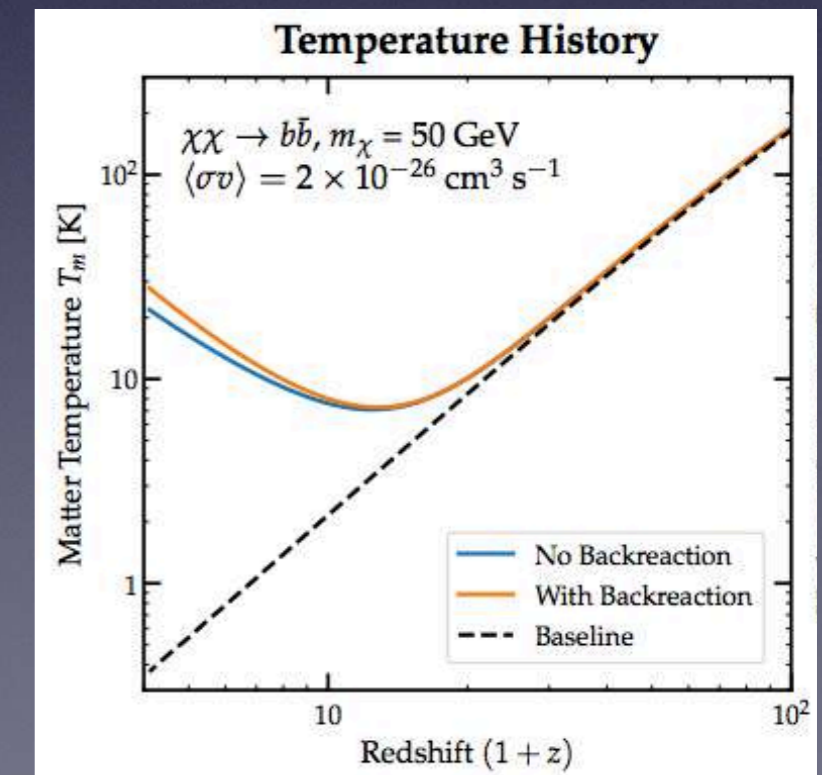 Temperature History
χχ → bb̄, mχ = 50 GeV
⟨σv⟩ = 2 × 10⁻²⁶ cm³ s⁻¹
Matter Temperature Tₘ [K]
10²
10
1
No Backreaction
With Backreaction
Baseline
10
10²
Redshift (1 + z)